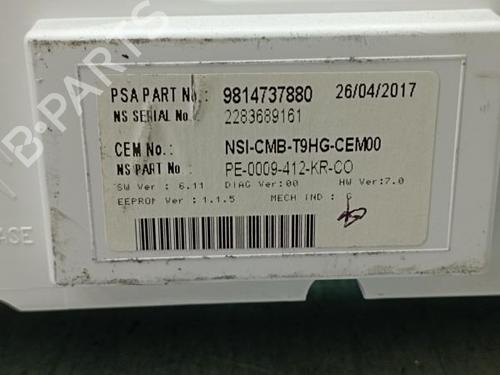 B-PARTS
PSA PART No.: 9814737880 26/04/2017
NS SERIAL No. 2283689161
CEM No.: NSI-CMB-T9HG-CEM00
NS PART No.: PE-0009-412-KR-CO
SW Ver : 6.11 DIAG Ver:00 HW Ver:7.0
EEPROM Ver : 1.1.5 MECH IND : G